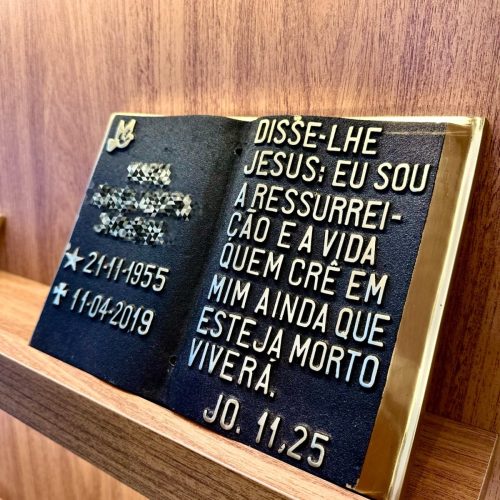 21-11-1955
11-04-2019
DISSE-LHE
JESUS: EU SOU
A RESSURREI-
ÇÃO E A VIDA
QUEM CRÊ EM
MIM AINDA QUE
ESTEJA MORTO
VIVERÁ.
JO. 11,25